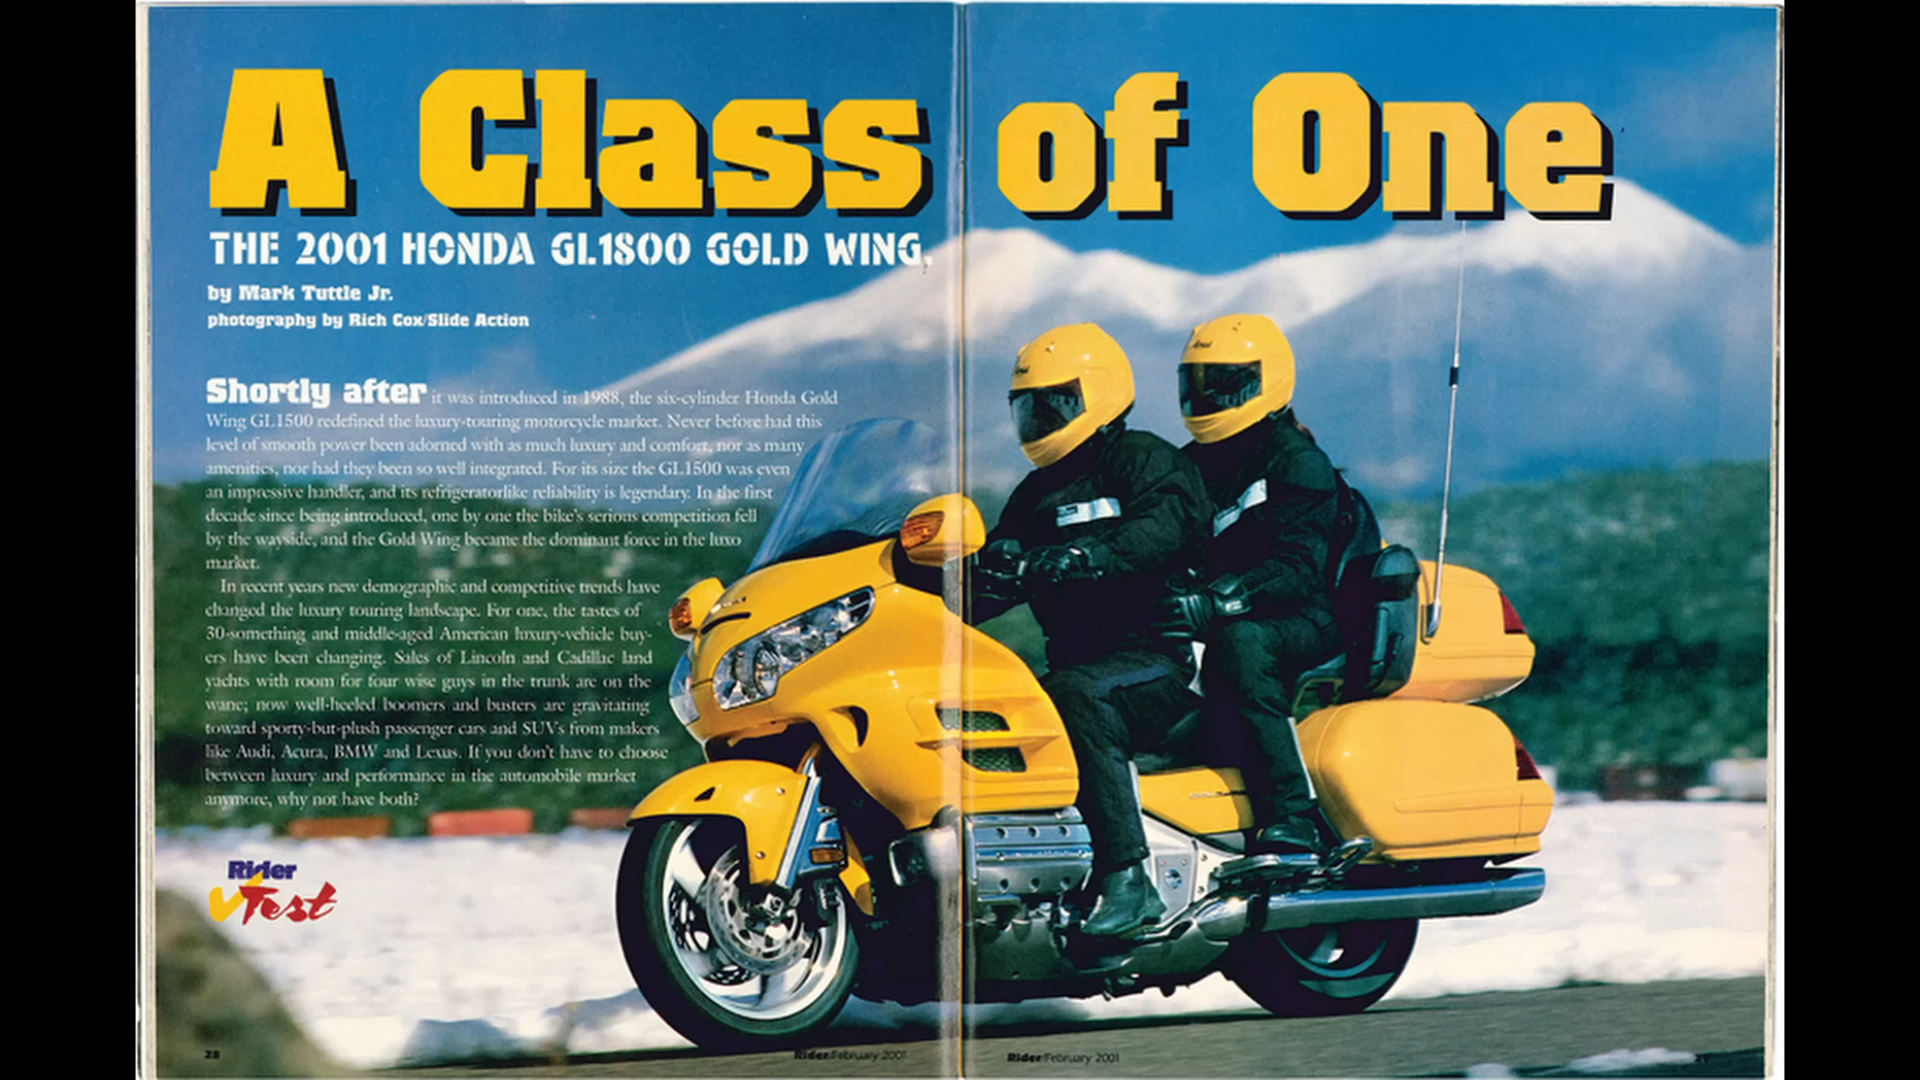 A Class of One
THE 2001 HONDA GL1800 GOLD WING.
by Mark Tuttle Jr.
photography by Rich Cox/Slide Action
Shortly after it was introduced in 1988, the six-cylinder Honda Gold
Wing GL1500 redefined the luxury-touring motorcycle market. Never before had this
level of smooth power been adorned with as much luxury and comfort, nor as many
amenities, nor had they been so well integrated. For its size the GL1500 was even
an impressive handler, and its refrigeratorlike reliability is legendary. In the first
decade since being introduced, one by one the bike's serious competition fell
by the wayside, and the Gold Wing became the dominant force in the luxo
market.
In recent years new demographic and competitive trends have
changed the luxury touring landscape. For one, the tastes of
30-something and middle-aged American luxury-vehicle buy-
ers have been changing. Sales of Lincoln and Cadillac land
yachts with room for four wise guys in the trunk are on the
wane; now well-heeled boomers and busters are gravitating
toward sporty-but-plush passenger cars and SUVs from makers
like Audi, Acura, BMW and Lexus. If you don't have to choose
between luxury and performance in the automobile market
anymore, why not have both?
Rider
Test
28
Rider/February 2001
Rider/February 2001
Arai